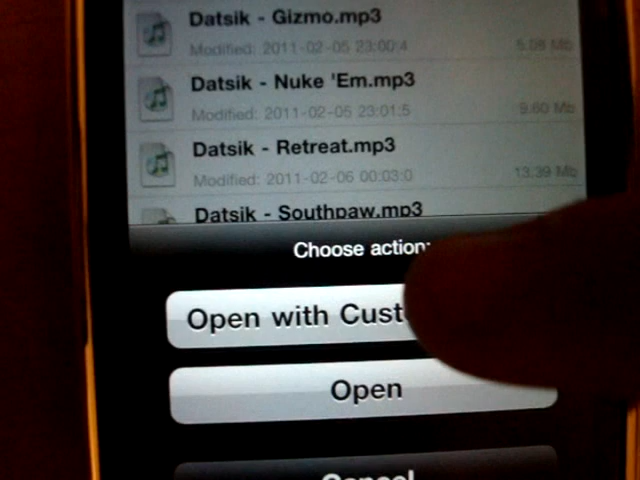 Datsik - Gizmo.mp3
Modified: 2011-02-05 23:00:4
5.08 Mb
Datsik - Nuke 'Em.mp3
Modified: 2011-02-05 23:01:5
9.60 Mb
Datsik - Retreat.mp3
Modified: 2011-02-06 00:03:0
13.39 Mb
Datsik - Southpaw.mp3
Choose action:
Open with Cust
Open
Cancel